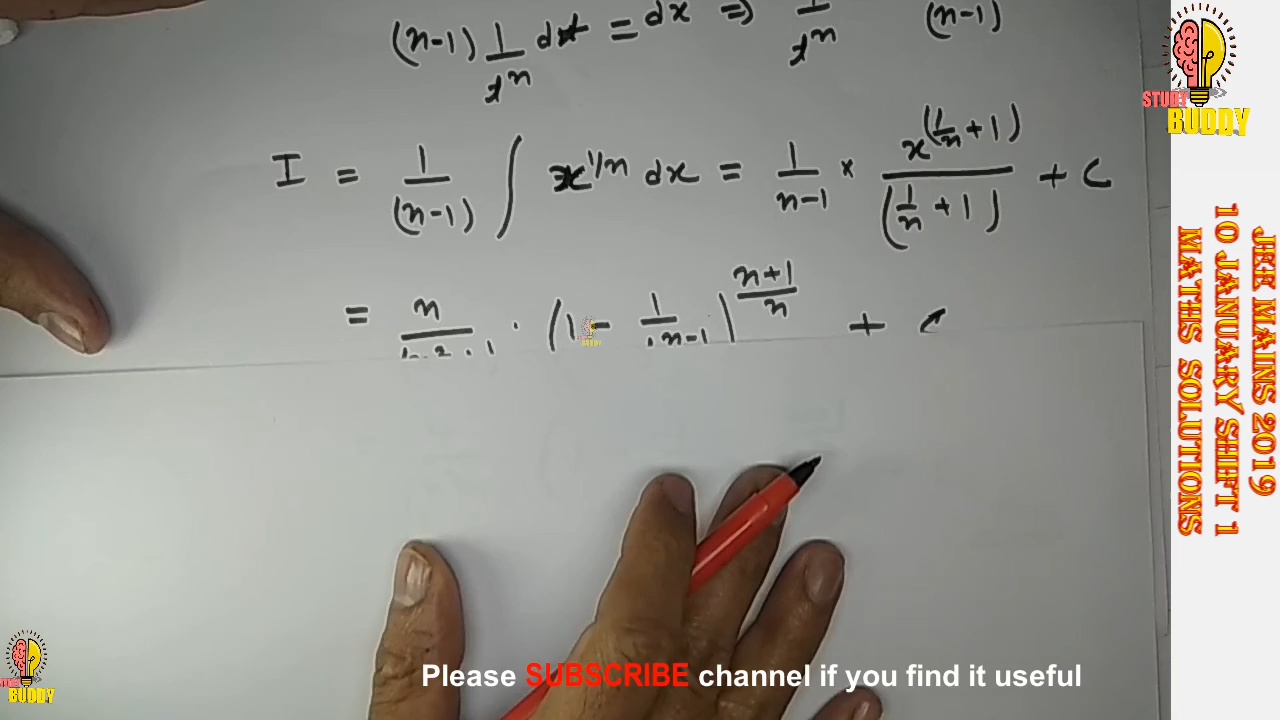 (n-1) 1/t^n dt = dx ⇒ 1/t^n (n-1)
I = 1/(n-1) ∫ x^1/n dx = 1/n-1 × x^(1/n + 1)/(1/n + 1) + C
= n · (1 - 1/ n-1)^n+1/n + C
STUDY
BUDDY
JEE MAINS 2019
10 JANUARY SHIFT 1
MATHS SOLUTIONS
BUDDY
Please SUBSCRIBE channel if you find it useful